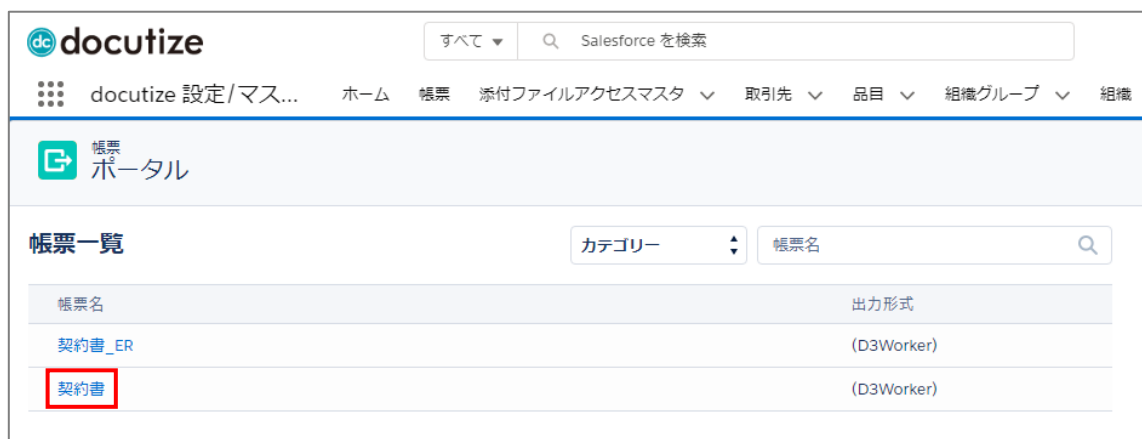 dc docutize
すべて Salesforce を検索
docutize 設定/マス... ホーム 帳票 添付ファイルアクセスマスタ 取引先 品目 組織グループ 組織
帳票
ポータル
帳票一覧 カテゴリー 帳票名
帳票名 出力形式
契約書_ER (D3Worker)
契約書 (D3Worker)